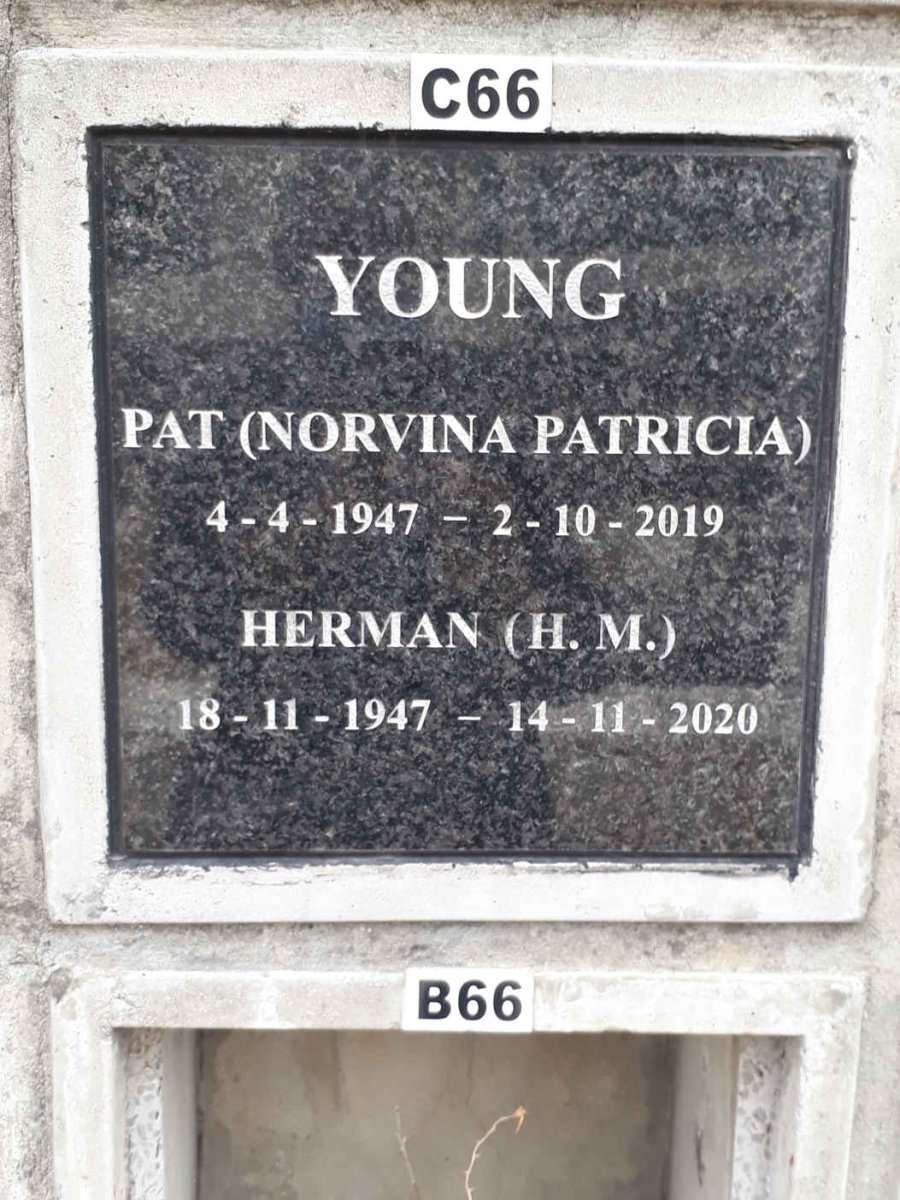 C66
YOUNG
PAT (NORVINA PATRICIA)
4 - 4 - 1947 – 2 - 10 - 2019
HERMAN (H. M.)
18 - 11 - 1947 – 14 - 11 - 2020
B66